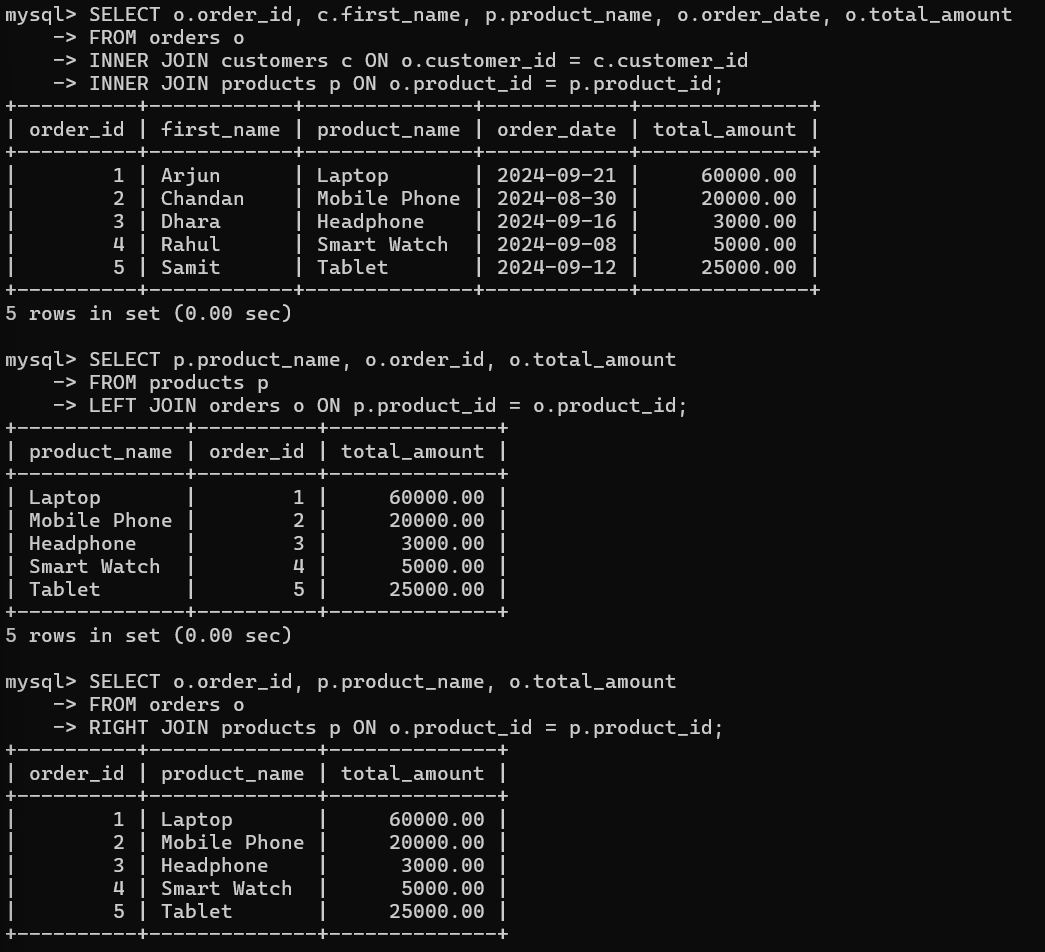 mysql> SELECT o.order_id, c.first_name, p.product_name, o.order_date, o.total_amount
    -> FROM orders o
    -> INNER JOIN customers c ON o.customer_id = c.customer_id
    -> INNER JOIN products p ON o.product_id = p.product_id;
+----------+------------+--------------+------------+--------------+
| order_id | first_name | product_name | order_date | total_amount |
+----------+------------+--------------+------------+--------------+
|        1 | Arjun      | Laptop       | 2024-09-21 |     60000.00 |
|        2 | Chandan    | Mobile Phone | 2024-08-30 |     20000.00 |
|        3 | Dhara      | Headphone    | 2024-09-16 |      3000.00 |
|        4 | Rahul      | Smart Watch  | 2024-09-08 |      5000.00 |
|        5 | Samit      | Tablet       | 2024-09-12 |     25000.00 |
+----------+------------+--------------+------------+--------------+
5 rows in set (0.00 sec)

mysql> SELECT p.product_name, o.order_id, o.total_amount
    -> FROM products p
    -> LEFT JOIN orders o ON p.product_id = o.product_id;
+--------------+----------+--------------+
| product_name | order_id | total_amount |
+--------------+----------+--------------+
| Laptop       |        1 |     60000.00 |
| Mobile Phone |        2 |     20000.00 |
| Headphone    |        3 |      3000.00 |
| Smart Watch  |        4 |      5000.00 |
| Tablet       |        5 |     25000.00 |
+--------------+----------+--------------+
5 rows in set (0.00 sec)

mysql> SELECT o.order_id, p.product_name, o.total_amount
    -> FROM orders o
    -> RIGHT JOIN products p ON o.product_id = p.product_id;
+----------+--------------+--------------+
| order_id | product_name | total_amount |
+----------+--------------+--------------+
|        1 | Laptop       |     60000.00 |
|        2 | Mobile Phone |     20000.00 |
|        3 | Headphone    |      3000.00 |
|        4 | Smart Watch  |      5000.00 |
|        5 | Tablet       |     25000.00 |
+----------+--------------+--------------+